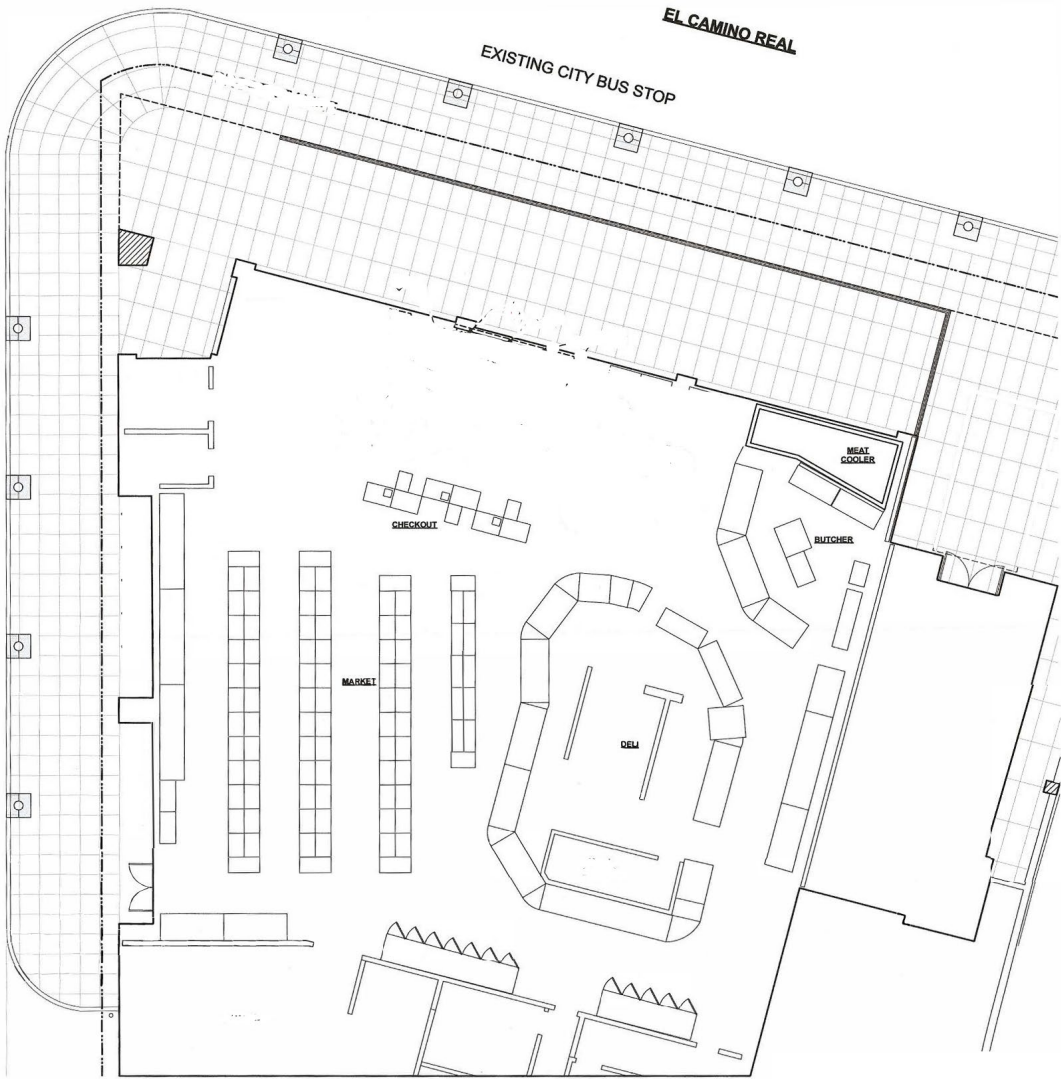 EL CAMINO REAL
EXISTING CITY BUS STOP
MEAT
COOLER
CHECKOUT
BUTCHER
MARKET
DELI